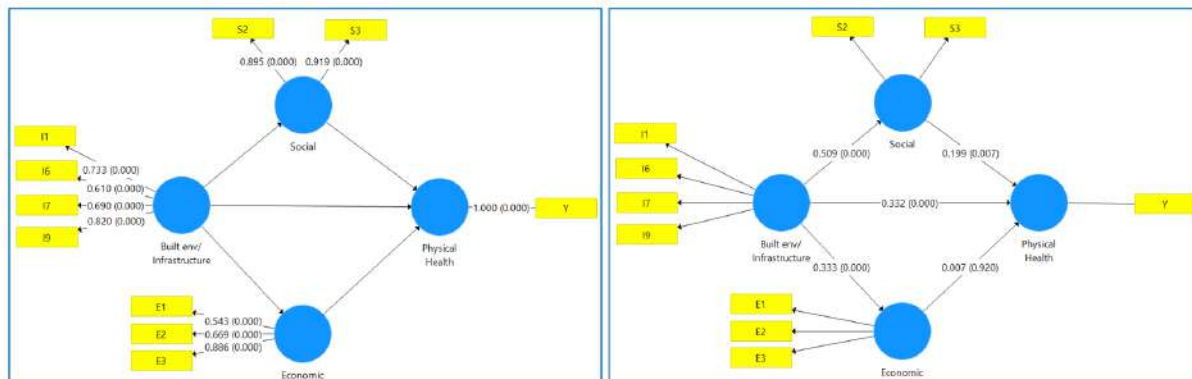 S2
S3
0.895 (0.000)
0.919 (0.000)
Social
I1
I6
I7
I9
0.733 (0.000)
0.610 (0.000)
0.690 (0.000)
0.820 (0.000)
Built env/
Infrastructure
1.000 (0.000)
Y
Physical
Health
E1
E2
E3
0.543 (0.000)
0.669 (0.000)
0.886 (0.000)
Economic
S2
S3
Social
I1
I6
I7
I9
0.509 (0.000)
0.199 (0.007)
0.332 (0.000)
Built env/
Infrastructure
Y
Physical
Health
0.333 (0.000)
0.007 (0.920)
E1
E2
E3
Economic